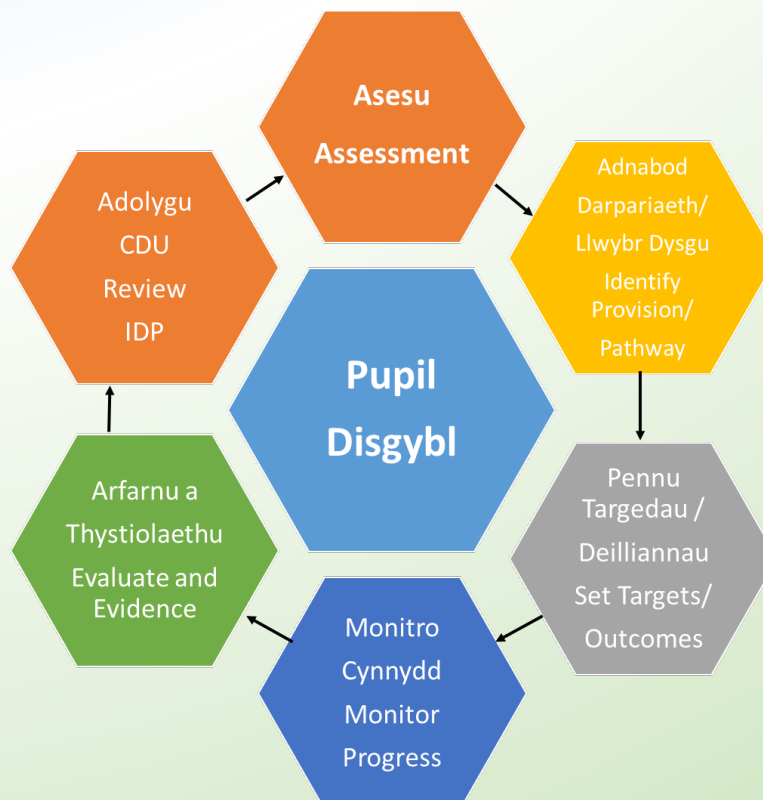 Asesu
Assessment
Adnabod
Darpariaeth/
Llwybr Dysgu
Identify
Provision/
Pathway
Pennu
Targedau /
Deilliannau
Set Targets/
Outcomes
Monitro
Cynnydd
Monitor
Progress
Arfarnu a
Thystiolaethu
Evaluate and
Evidence
Adolygu
CDU
Review
IDP
Pupil
Disgybl